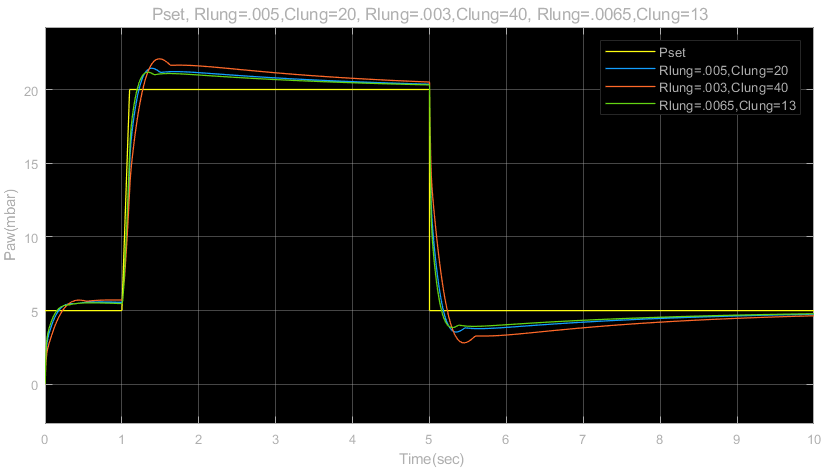 Pset, Rlung=.005,Clung=20, Rlung=.003,Clung=40, Rlung=.0065,Clung=13
Pset
Rlung=.005,Clung=20
Rlung=.003,Clung=40
Rlung=.0065,Clung=13
Paw(mbar)
20
15
10
5
0
0 1 2 3 4 5 6 7 8 9 10
Time(sec)